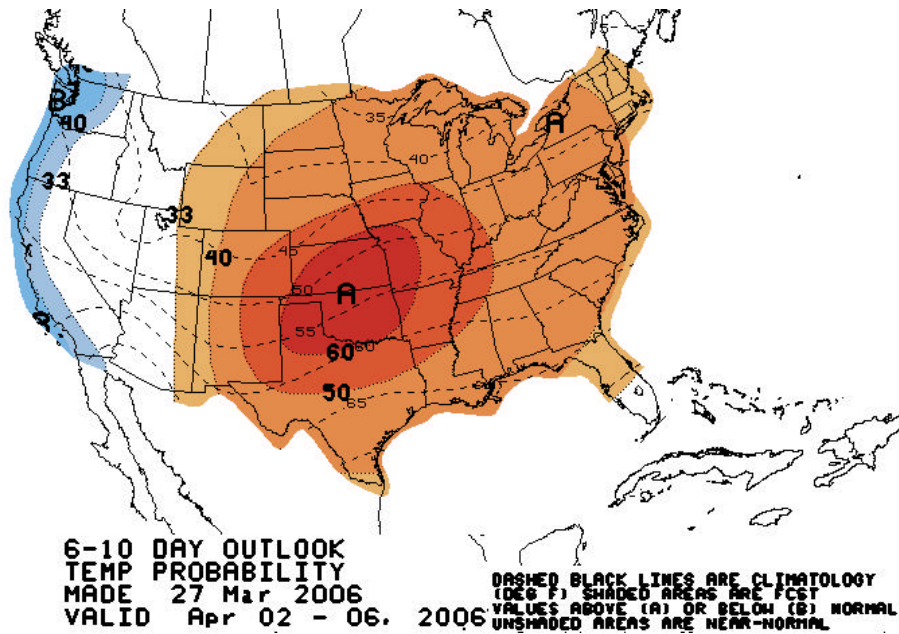 B
40
33
33
40
A
A
35
40
45
50
55
60
60
50
65
6-10 DAY OUTLOOK
TEMP PROBABILITY
MADE 27 Mar 2006
VALID Apr 02 - 06, 2006
DASHED BLACK LINES ARE CLIMATOLOGY
(DEG F) SHADED AREAS ARE FCST
VALUES ABOVE (A) OR BELOW (B) NORMAL
UNSHADED AREAS ARE NEAR-NORMAL